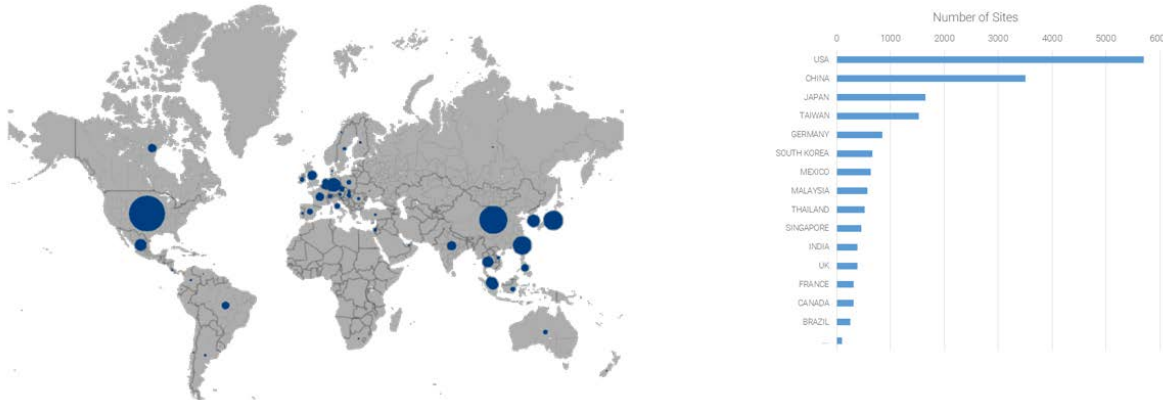 Number of Sites
0 1000 2000 3000 4000 5000 600
USA
CHINA
JAPAN
TAIWAN
GERMANY
SOUTH KOREA
MEXICO
MALAYSIA
THAILAND
SINGAPORE
INDIA
UK
FRANCE
CANADA
BRAZIL
...